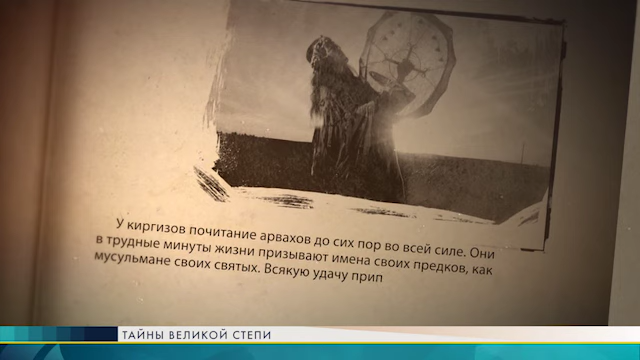 У киргизов почитание арвахов до сих пор во всей силе. Они
в трудные минуты жизни призывают имена своих предков, как
мусульмане своих святых. Всякую удачу прип
ТАЙНЫ ВЕЛИКОЙ СТЕПИ